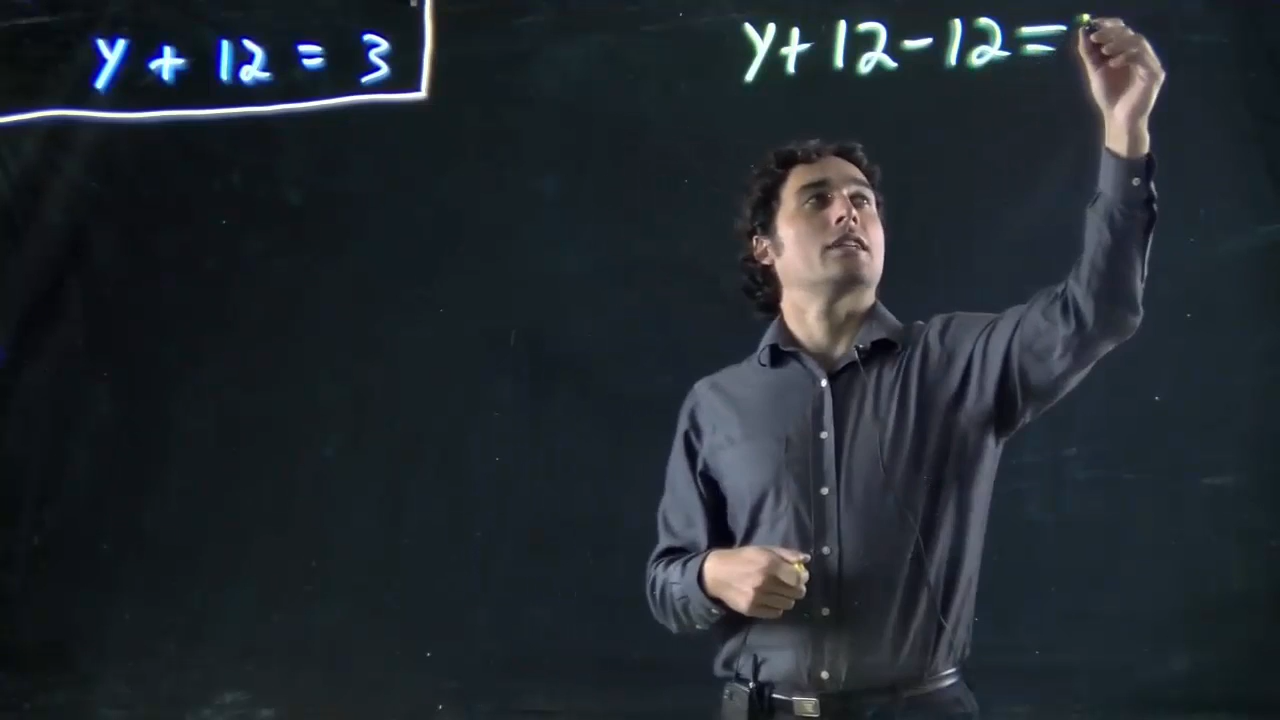 y + 12 = 3
y + 12 - 12 =